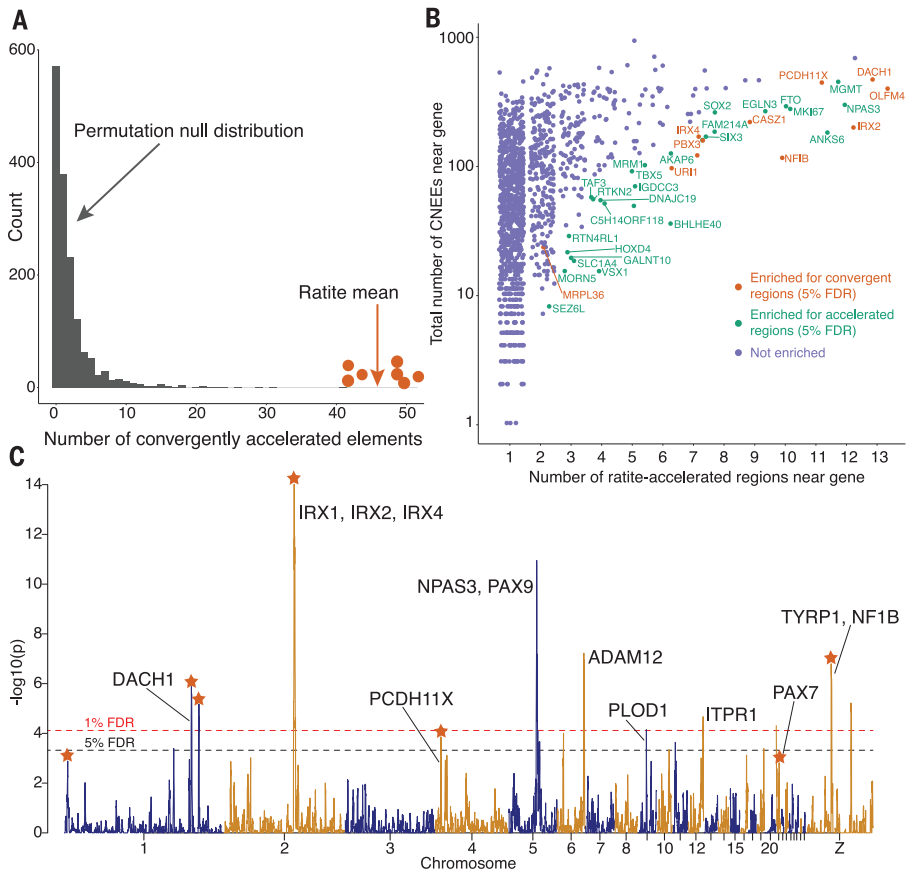 A
600
400
200
0
Count
Permutation null distribution
Ratite mean
0
10
20
30
40
50
Number of convergently accelerated elements
B
1000
100
10
1
Total number of CNEEs near gene
PCDH11X
DACH1
MGMT
OLFM4
SOX2
EGLN3
FTO
MKI67
NPAS3
FAM214A
CASZ1
IRX4
IRX2
PBX3
SIX3
ANKS6
MRM1
AKAP6
NFIB
TBX5
URI1
TAF3
RTKN2
IGDCC3
DNAJC19
C5H14ORF118
BHLHE40
RTN4RL1
HOXD4
GALNT10
SLC1A4
MORN5
VSX1
MRPL36
SEZ6L
Enriched for convergent
regions (5% FDR)
Enriched for accelerated
regions (5% FDR)
Not enriched
1
2
3
4
5
6
7
8
9
10
11
12
13
Number of ratite-accelerated regions near gene
C
14
12
10
8
6
4
2
0
-log10(p)
IRX1, IRX2, IRX4
NPAS3, PAX9
TYRP1, NF1B
ADAM12
DACH1
PCDH11X
PLOD1
ITPR1
PAX7
1% FDR
5% FDR
1
2
3
4
5
6
7
8
10
12
15
20
Z
Chromosome